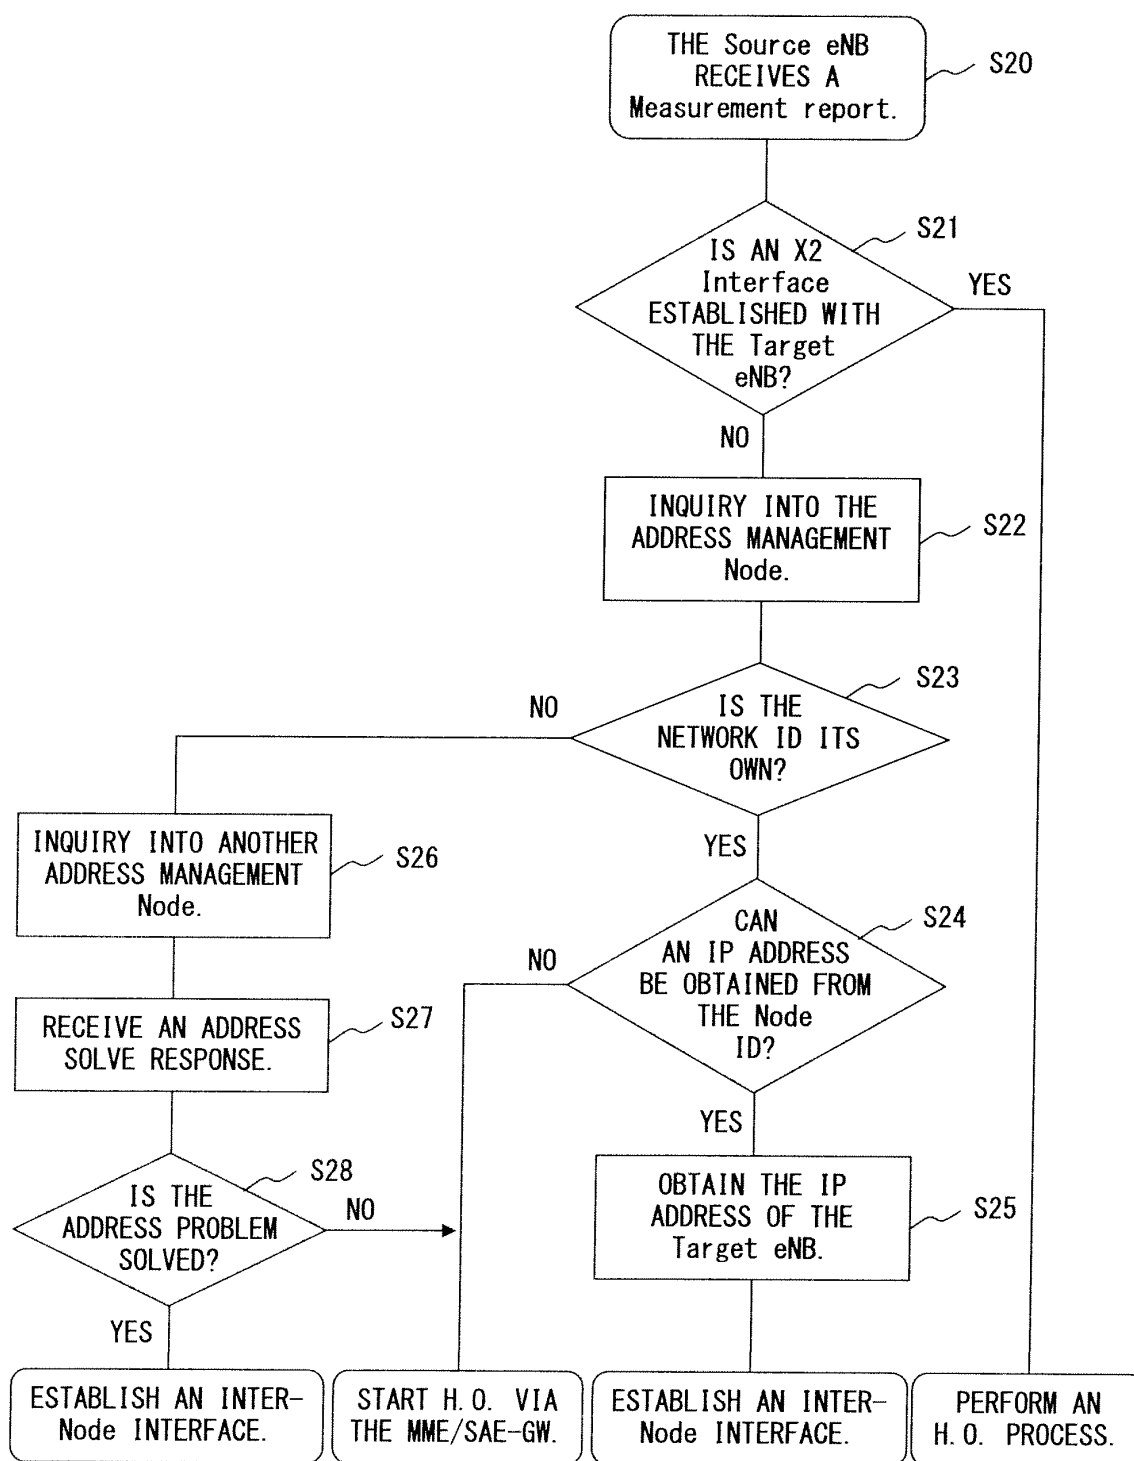 THE Source eNB
RECEIVES A
Measurement report.
S20
S21
IS AN X2
Interface
ESTABLISHED WITH
THE Target
eNB?
YES
NO
INQUIRY INTO THE
ADDRESS MANAGEMENT
Node.
S22
S23
IS THE
NETWORK ID ITS
OWN?
NO
YES
INQUIRY INTO ANOTHER
ADDRESS MANAGEMENT
Node.
S26
S24
CAN
AN IP ADDRESS
BE OBTAINED FROM
THE Node
ID?
NO
YES
RECEIVE AN ADDRESS
SOLVE RESPONSE.
S27
S28
IS THE
ADDRESS PROBLEM
SOLVED?
NO
YES
OBTAIN THE IP
ADDRESS OF THE
Target eNB.
S25
ESTABLISH AN INTER-
Node INTERFACE.
START H.O. VIA
THE MME/SAE-GW.
ESTABLISH AN INTER-
Node INTERFACE.
PERFORM AN
H.O. PROCESS.